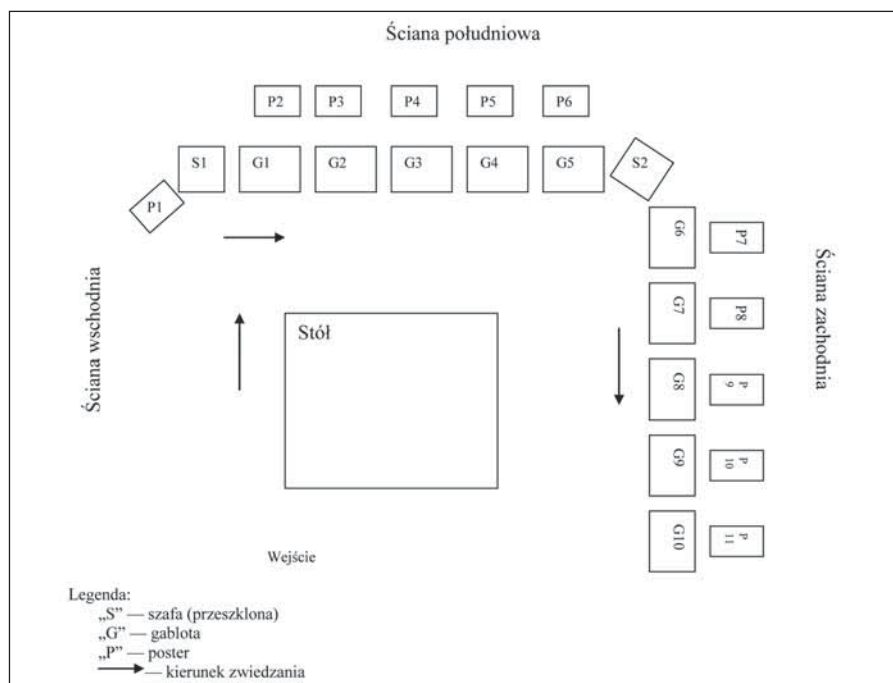 Ściana południowa
P2 P3 P4 P5 P6
S1 G1 G2 G3 G4 G5 S2
P1
G6 P7
G7 P8
G8 P 9
G9 P 10
G10 P 11
Ściana wschodnia
Ściana zachodnia
Stół
Wejście
Legenda:
„S” — szafa (przeszklona)
„G” — gablota
„P” — poster
— kierunek zwiedzania